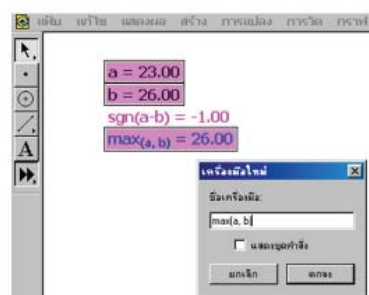 แฟ้ม แก้ไข แสดงผล สร้าง การแปลง การวัด กราฟ
a = 23.00
b = 26.00
sgn(a-b) = -1.00
max(a, b) = 26.00
A
เครื่องมือใหม่
ชื่อเครื่องมือ:
max(a, b)
แสดงชุดคำสั่ง
ยกเลิก ตกลง